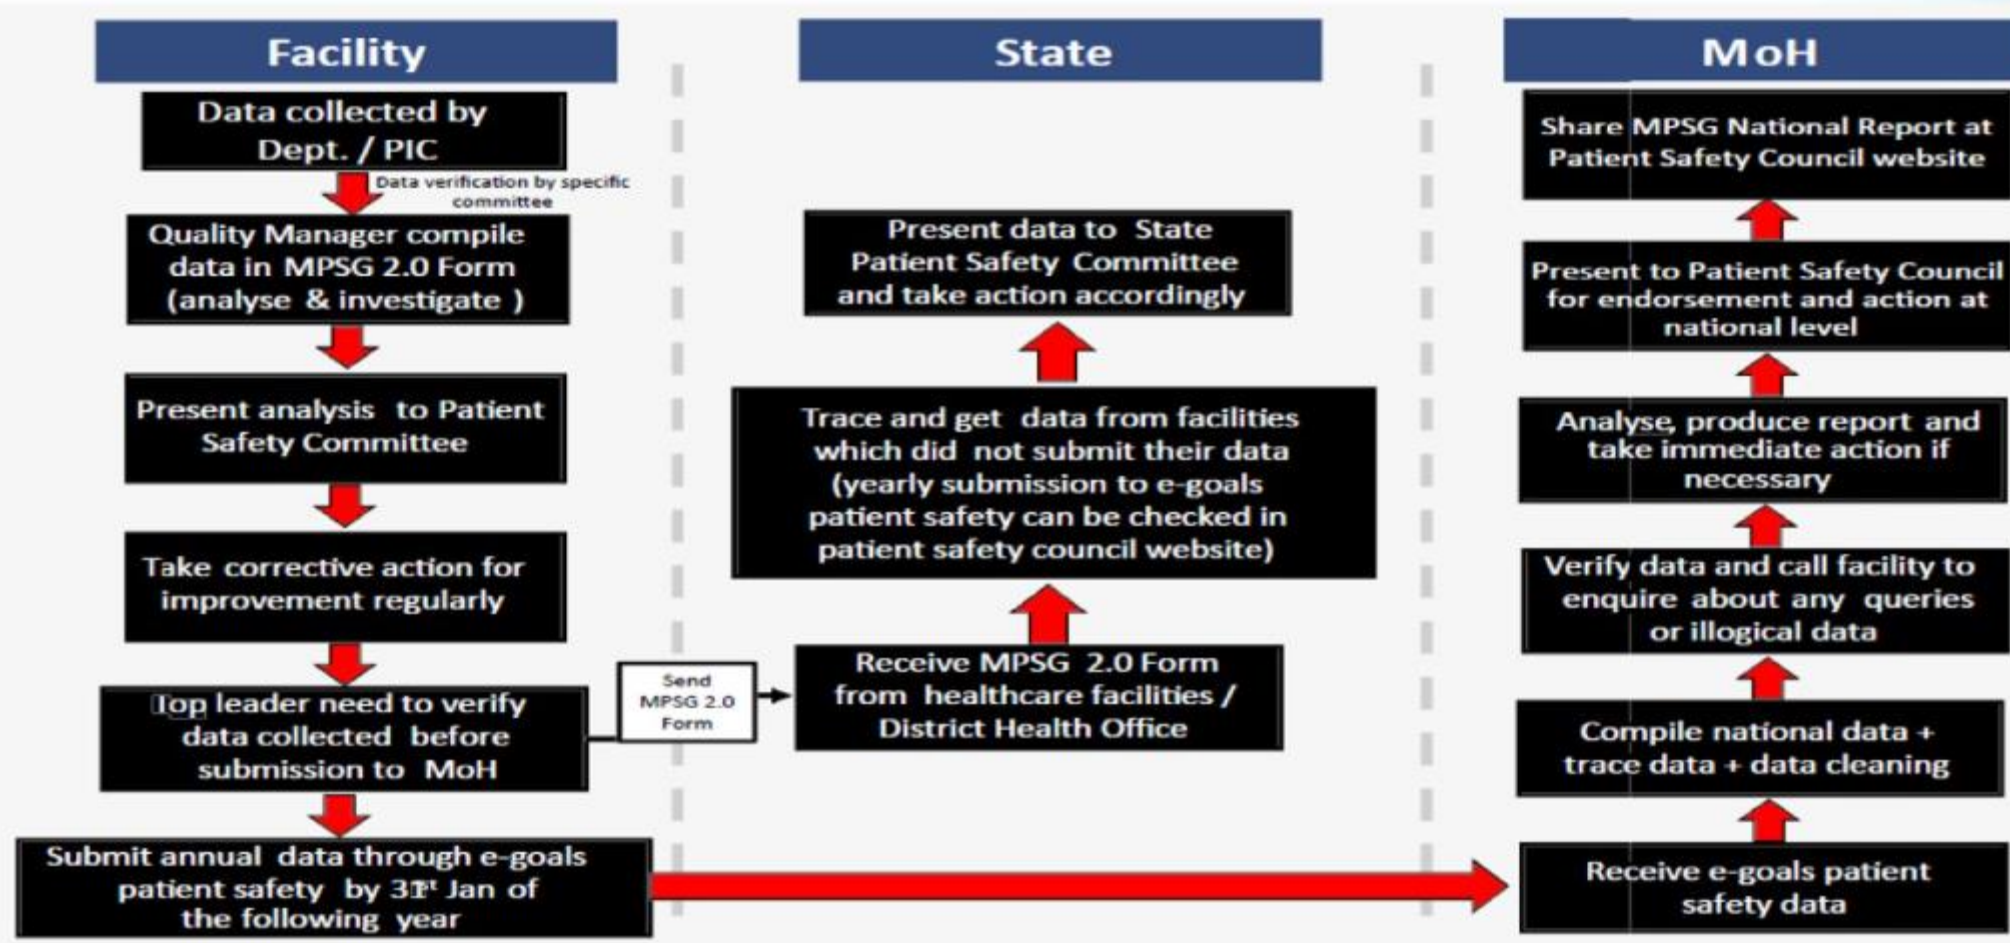 Facility
Data collected by
Dept. / PIC
Data verification by specific
committee
Quality Manager compile
data in MPSG 2.0 Form
(analyse & investigate )
Present analysis to Patient
Safety Committee
Take corrective action for
improvement regularly
Top leader need to verify
data collected before
submission to MoH
Submit annual data through e-goals
patient safety by 31st Jan of
the following year
Send
MPSG 2.0
Form
State
Present data to State
Patient Safety Committee
and take action accordingly
Trace and get data from facilities
which did not submit their data
(yearly submission to e-goals
patient safety can be checked in
patient safety council website)
Receive MPSG 2.0 Form
from healthcare facilities /
District Health Office
MoH
Share MPSG National Report at
Patient Safety Council website
Present to Patient Safety Council
for endorsement and action at
national level
Analyse, produce report and
take immediate action if
necessary
Verify data and call facility to
enquire about any queries
or illogical data
Compile national data +
trace data + data cleaning
Receive e-goals patient
safety data